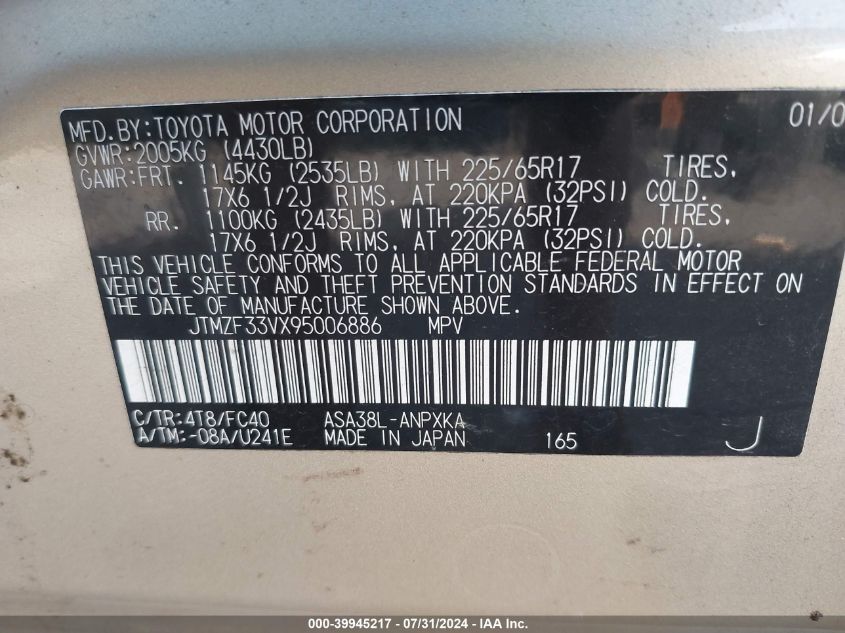 MFD.BY:TOYOTA MOTOR CORPORATION 01/0
GVWR:2005KG (4430LB)
GAWR:FRT. 1145KG (2535LB) WITH 225/65R17 TIRES,
17X6 1/2J RIMS, AT 220KPA (32PSI) COLD.
RR. 1100KG (2435LB) WITH 225/65R17 TIRES,
17X6 1/2J RIMS, AT 220KPA (32PSI) COLD.
THIS VEHICLE CONFORMS TO ALL APPLICABLE FEDERAL MOTOR
VEHICLE SAFETY AND THEFT PREVENTION STANDARDS IN EFFECT ON
THE DATE OF MANUFACTURE SHOWN ABOVE.
JTMZF33VX95006886 MPV
C/TR:4T8/FC40 ASA38L-ANPXKA
A/TM:-08A/U241E MADE IN JAPAN 165 J
000-39945217 - 07/31/2024 - IAA Inc.